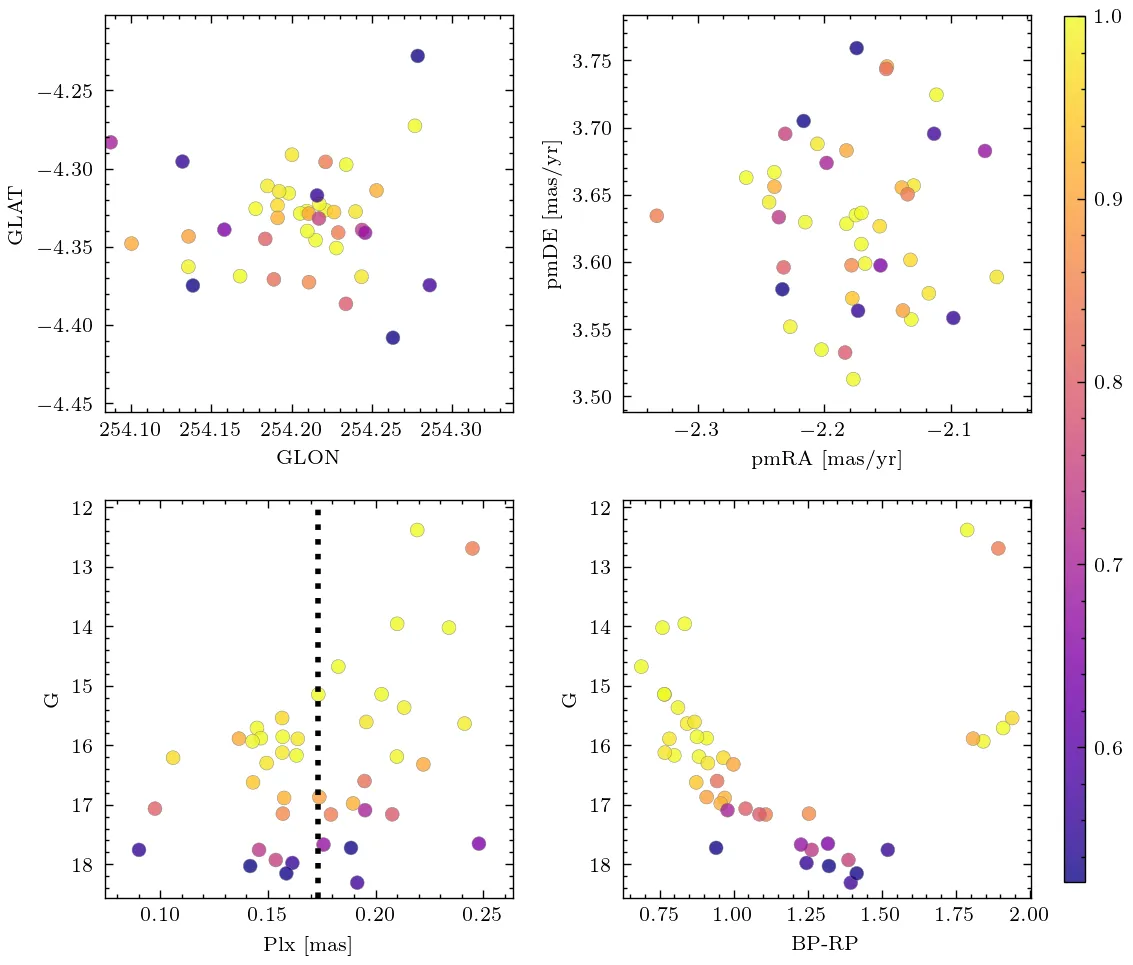 −4.25
−4.30
−4.35
−4.40
−4.45
GLAT
254.10 254.15 254.20 254.25 254.30
GLON
3.75
3.70
3.65
3.60
3.55
3.50
pmDE [mas/yr]
−2.3 −2.2 −2.1
pmRA [mas/yr]
12
13
14
15
16
17
18
G
0.10 0.15 0.20 0.25
Plx [mas]
12
13
14
15
16
17
18
G
0.75 1.00 1.25 1.50 1.75 2.00
BP-RP
1.0
0.9
0.8
0.7
0.6